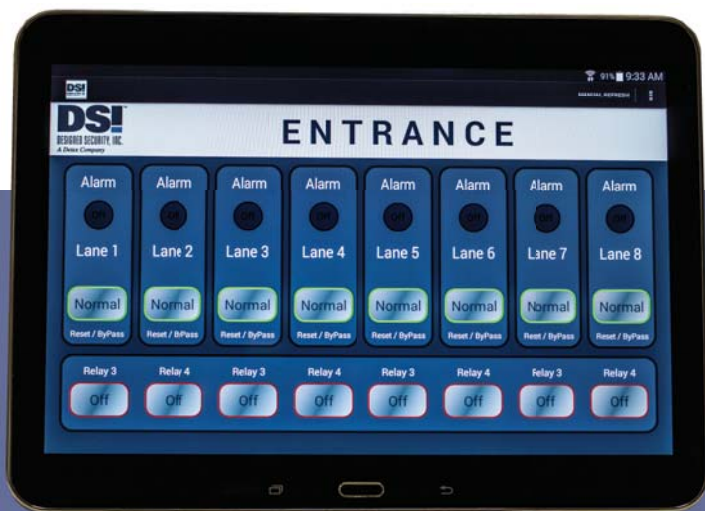 91% 9:33 AM
DSI
MANUAL REFRESH
DSI
DESIGNED SECURITY, INC.
A Detex Company
ENTRANCE
Alarm Alarm Alarm Alarm Alarm Alarm Alarm Alarm
Off Off Off Off Off Off Off Off
Lane 1 Lane 2 Lane 3 Lane 4 Lane 5 Lane 6 Lane 7 Lane 8
Normal Normal Normal Normal Normal Normal Normal Normal
Reset / ByPass Reset / ByPass Reset / ByPass Reset / ByPass Reset / ByPass Reset / ByPass Reset / ByPass Reset / ByPass
Relay 3 Relay 4 Relay 3 Relay 4 Relay 3 Relay 4 Relay 3 Relay 4
Off Off Off Off Off Off Off Off